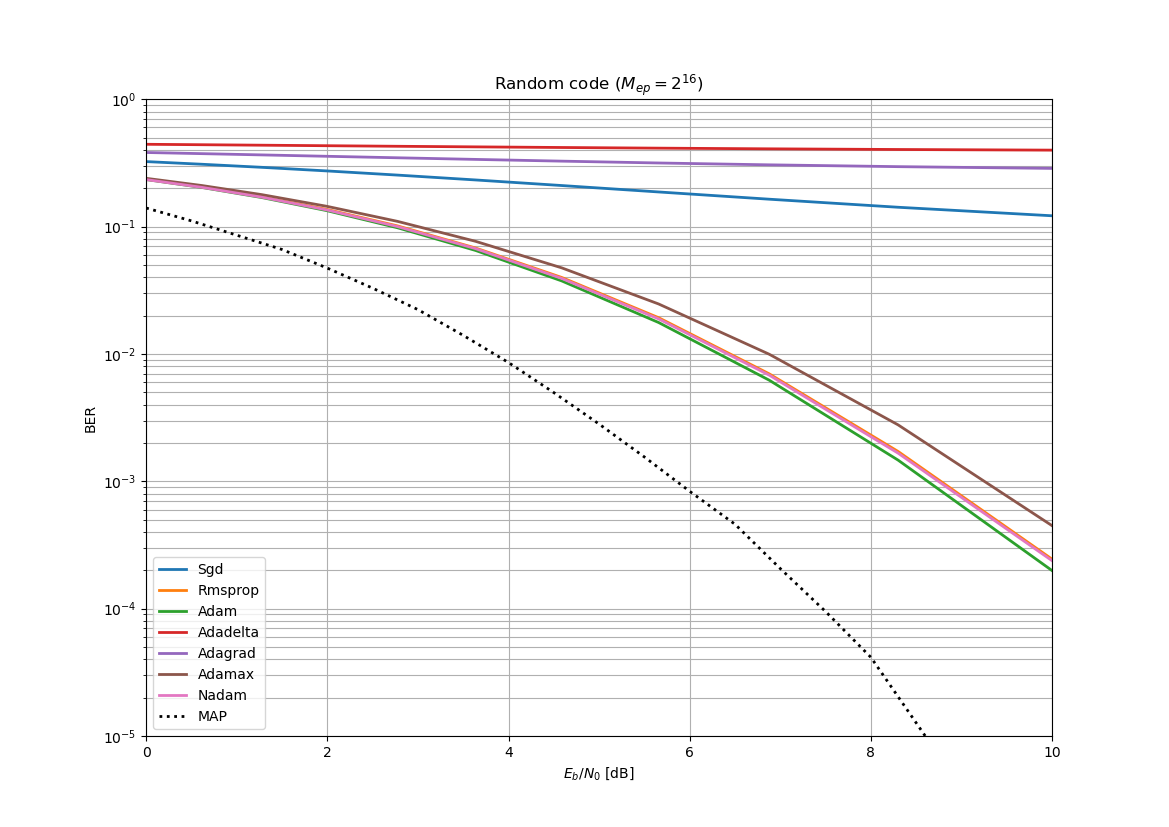 Random code ($M_{ep} = 2^{16}$)
10^0
10^{-1}
10^{-2}
10^{-3}
10^{-4}
10^{-5}
BER
Sgd
Rmsprop
Adam
Adadelta
Adagrad
Adamax
Nadam
MAP
0 2 4 6 8 10
$E_b/N_0$ [dB]